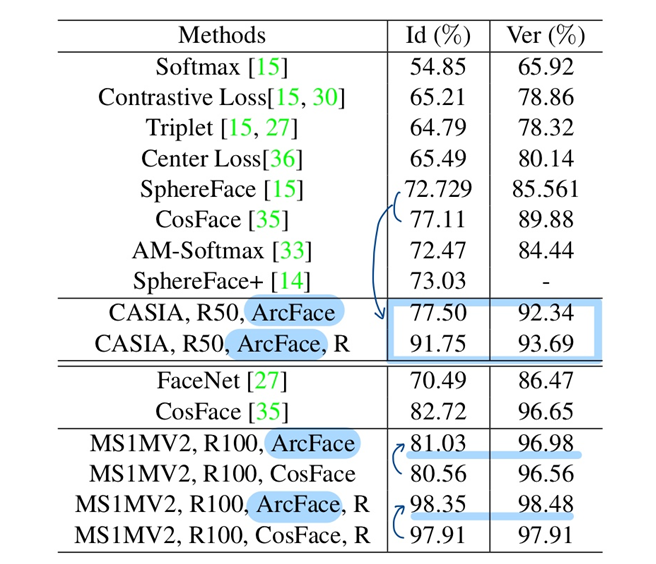 Methods Id (%) Ver (%)
Softmax [15] 54.85 65.92
Contrastive Loss[15, 30] 65.21 78.86
Triplet [15, 27] 64.79 78.32
Center Loss[36] 65.49 80.14
SphereFace [15] 72.729 85.561
CosFace [35] 77.11 89.88
AM-Softmax [33] 72.47 84.44
SphereFace+ [14] 73.03 -
CASIA, R50, ArcFace 77.50 92.34
CASIA, R50, ArcFace, R 91.75 93.69
FaceNet [27] 70.49 86.47
CosFace [35] 82.72 96.65
MS1MV2, R100, ArcFace 81.03 96.98
MS1MV2, R100, CosFace 80.56 96.56
MS1MV2, R100, ArcFace, R 98.35 98.48
MS1MV2, R100, CosFace, R 97.91 97.91